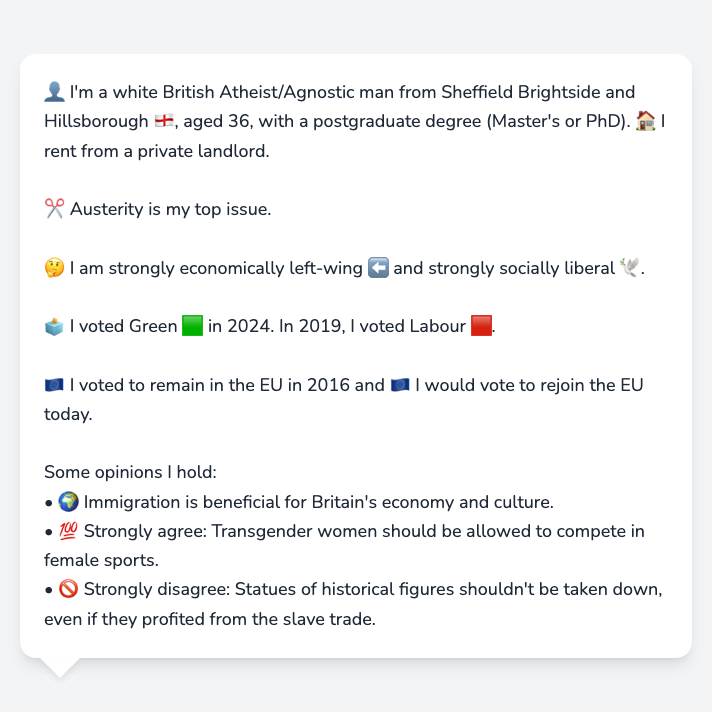 👤 I'm a white British Atheist/Agnostic man from Sheffield Brightside and
Hillsborough 🏴󠁧󠁢󠁥󠁮󠁧󠁿, aged 36, with a postgraduate degree (Master's or PhD). 🏠 I
rent from a private landlord.
✂️ Austerity is my top issue.
🤔 I am strongly economically left-wing ⬅️ and strongly socially liberal 🕊️.
🗳️ I voted Green 🟩 in 2024. In 2019, I voted Labour 🟥.
🇪🇺 I voted to remain in the EU in 2016 and 🇪🇺 I would vote to rejoin the EU
today.
Some opinions I hold:
• 🌍 Immigration is beneficial for Britain's economy and culture.
• 💯 Strongly agree: Transgender women should be allowed to compete in
female sports.
• 🚫 Strongly disagree: Statues of historical figures shouldn't be taken down,
even if they profited from the slave trade.